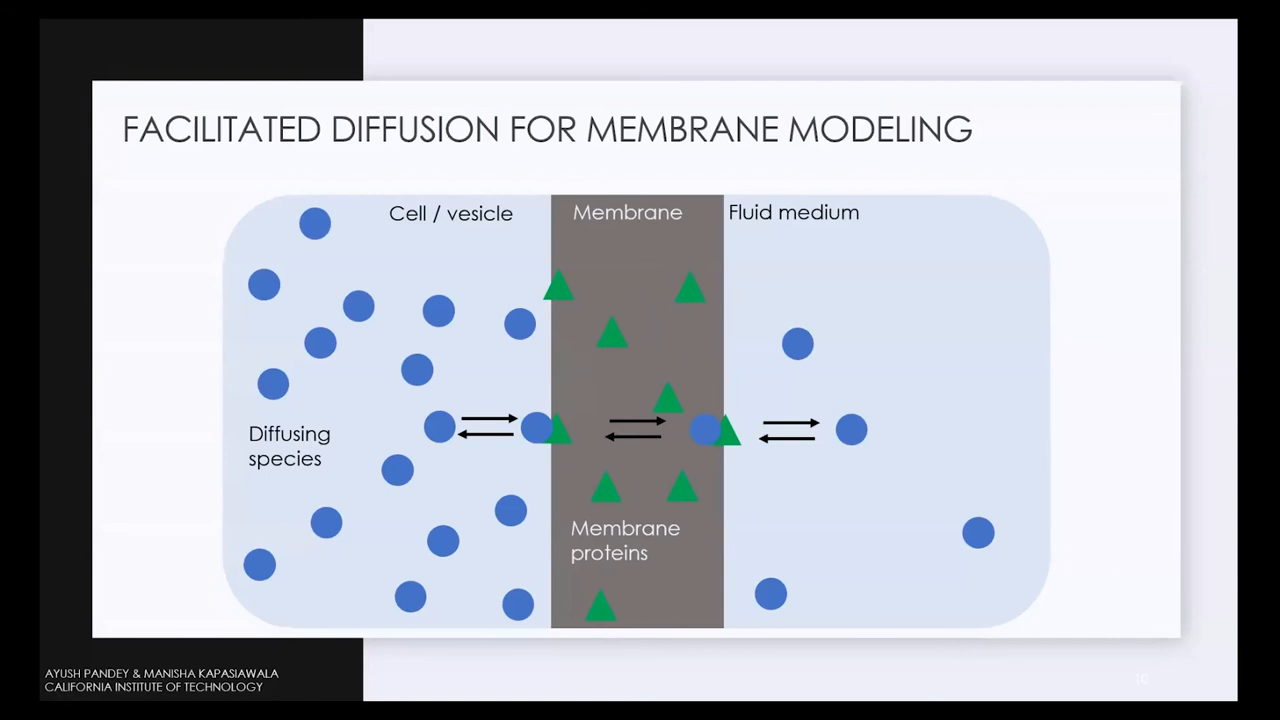 FACILITATED DIFFUSION FOR MEMBRANE MODELING
Cell / vesicle
Membrane
Fluid medium
Diffusing
species
Membrane
proteins
AYUSH PANDEY & MANISHA KAPASIAWALA
CALIFORNIA INSTITUTE OF TECHNOLOGY
10